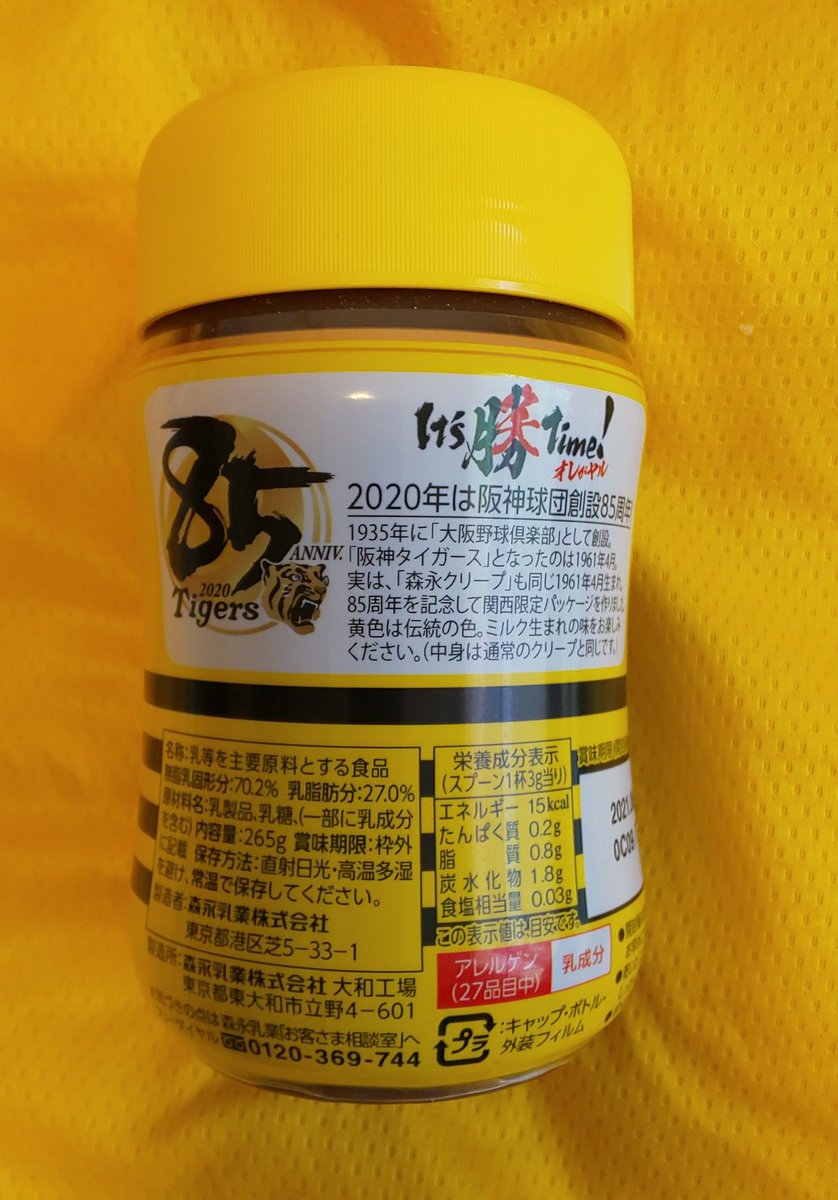 85
ANNIV.
2020
Tigers
It's 勝 time!
オレがヤル
2020年は阪神球団創設85周年!
1935年に「大阪野球倶楽部」として創設。
「阪神タイガース」となったのは1961年4月。
実は、「森永クリープ」も同じ1961年4月生まれ。
85周年を記念して関西限定パッケージを作りました。
黄色は伝統の色。ミルク生まれの味をお楽しみ
ください。(中身は通常のクリープと同じです。)
名称:乳等を主要原料とする食品
無脂乳固形分:70.2% 乳脂肪分:27.0%
原材料名:乳製品、乳糖、(一部に乳成分
を含む) 内容量:265g 賞味期限:枠外
に記載 保存方法:直射日光・高温多湿
を避け、常温で保存してください。
製造者:森永乳業株式会社
東京都港区芝5-33-1
製造所:森永乳業株式会社 大和工場
東京都東大和市立野4-601
お気づきの点は 森永乳業「お客さま相談室」へ
フリーダイヤル 0120-369-744
栄養成分表示
(スプーン1杯3g当り)
エネルギー 15kcal
たんぱく質 0.2g
脂質 0.8g
炭水化物 1.8g
食塩相当量 0.03g
この表示値は、目安です。
アレルゲン
(27品目中)
乳成分
プラ
:キャップ・ボトル・
外装フィルム
賞味期限
2021.
0C09